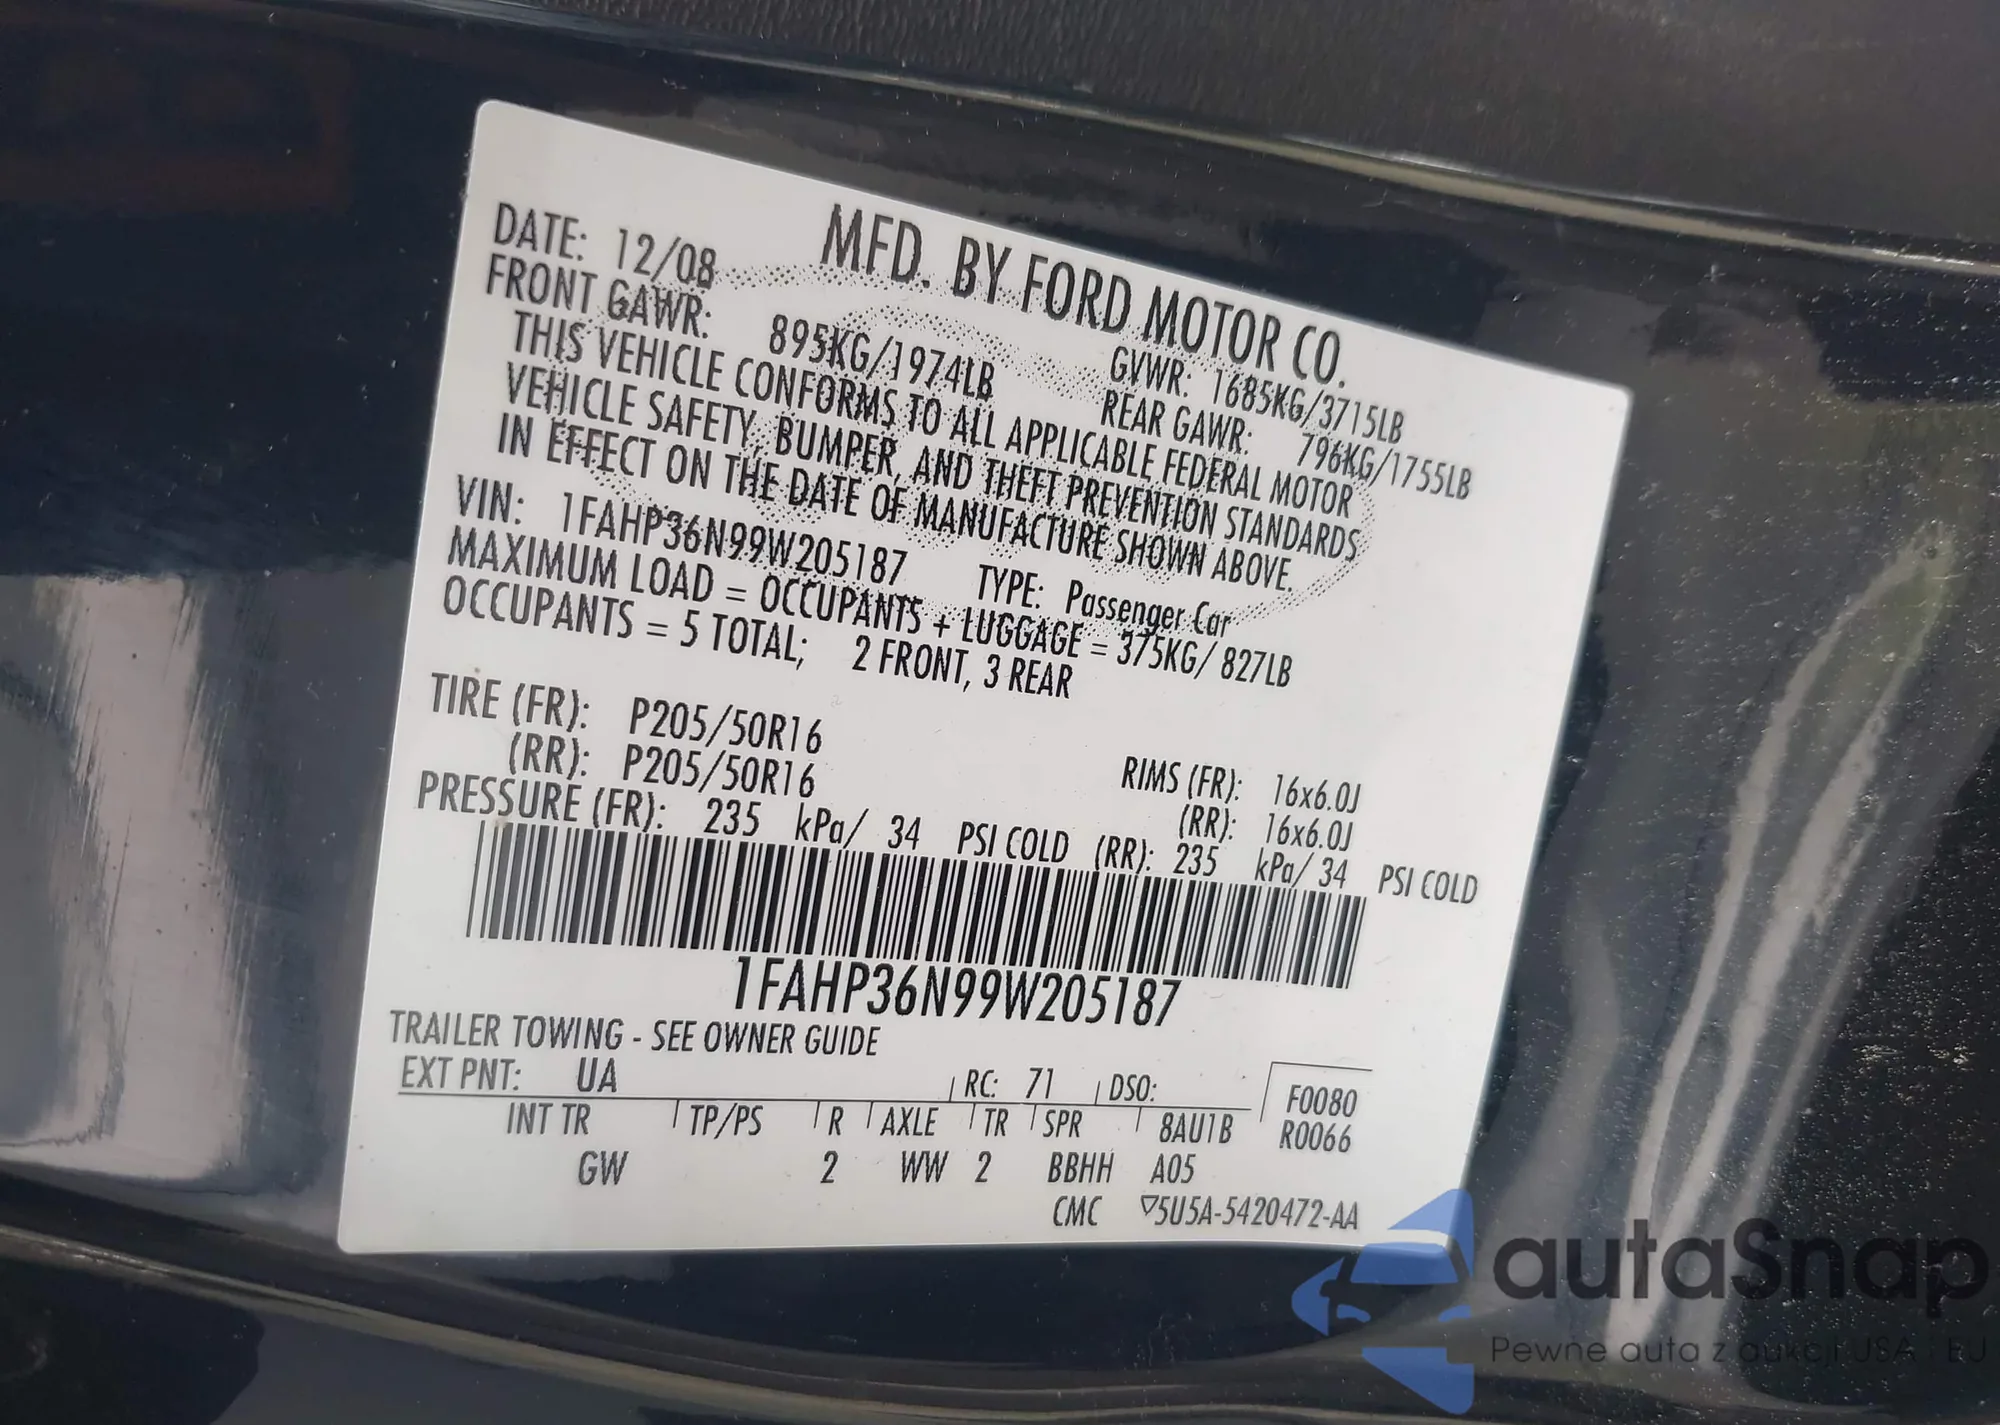 MFD. BY FORD MOTOR CO.
DATE: 12/08 GVWR: 1685KG/3715LB
FRONT GAWR: 895KG/1974LB REAR GAWR: 796KG/1755LB
THIS VEHICLE CONFORMS TO ALL APPLICABLE FEDERAL MOTOR
VEHICLE SAFETY, BUMPER, AND THEFT PREVENTION STANDARDS
IN EFFECT ON THE DATE OF MANUFACTURE SHOWN ABOVE.
VIN: 1FAHP36N99W205187 TYPE: Passenger Car
MAXIMUM LOAD = OCCUPANTS + LUGGAGE = 375KG/ 827LB
OCCUPANTS = 5 TOTAL; 2 FRONT, 3 REAR
TIRE (FR): P205/50R16 RIMS (FR): 16x6.0J
(RR): P205/50R16 (RR): 16x6.0J
PRESSURE (FR): 235 kPa/ 34 PSI COLD (RR): 235 kPa/ 34 PSI COLD
1FAHP36N99W205187
TRAILER TOWING - SEE OWNER GUIDE
EXT PNT: UA RC: 71 DSO: F0080
INT TR TP/PS R AXLE TR SPR 8AU1B R0066
GW 2 WW 2 BBHH A05
CMC ▽5U5A-5420472-AA
autaSnap
Pewne auta z aukcji USA i EU